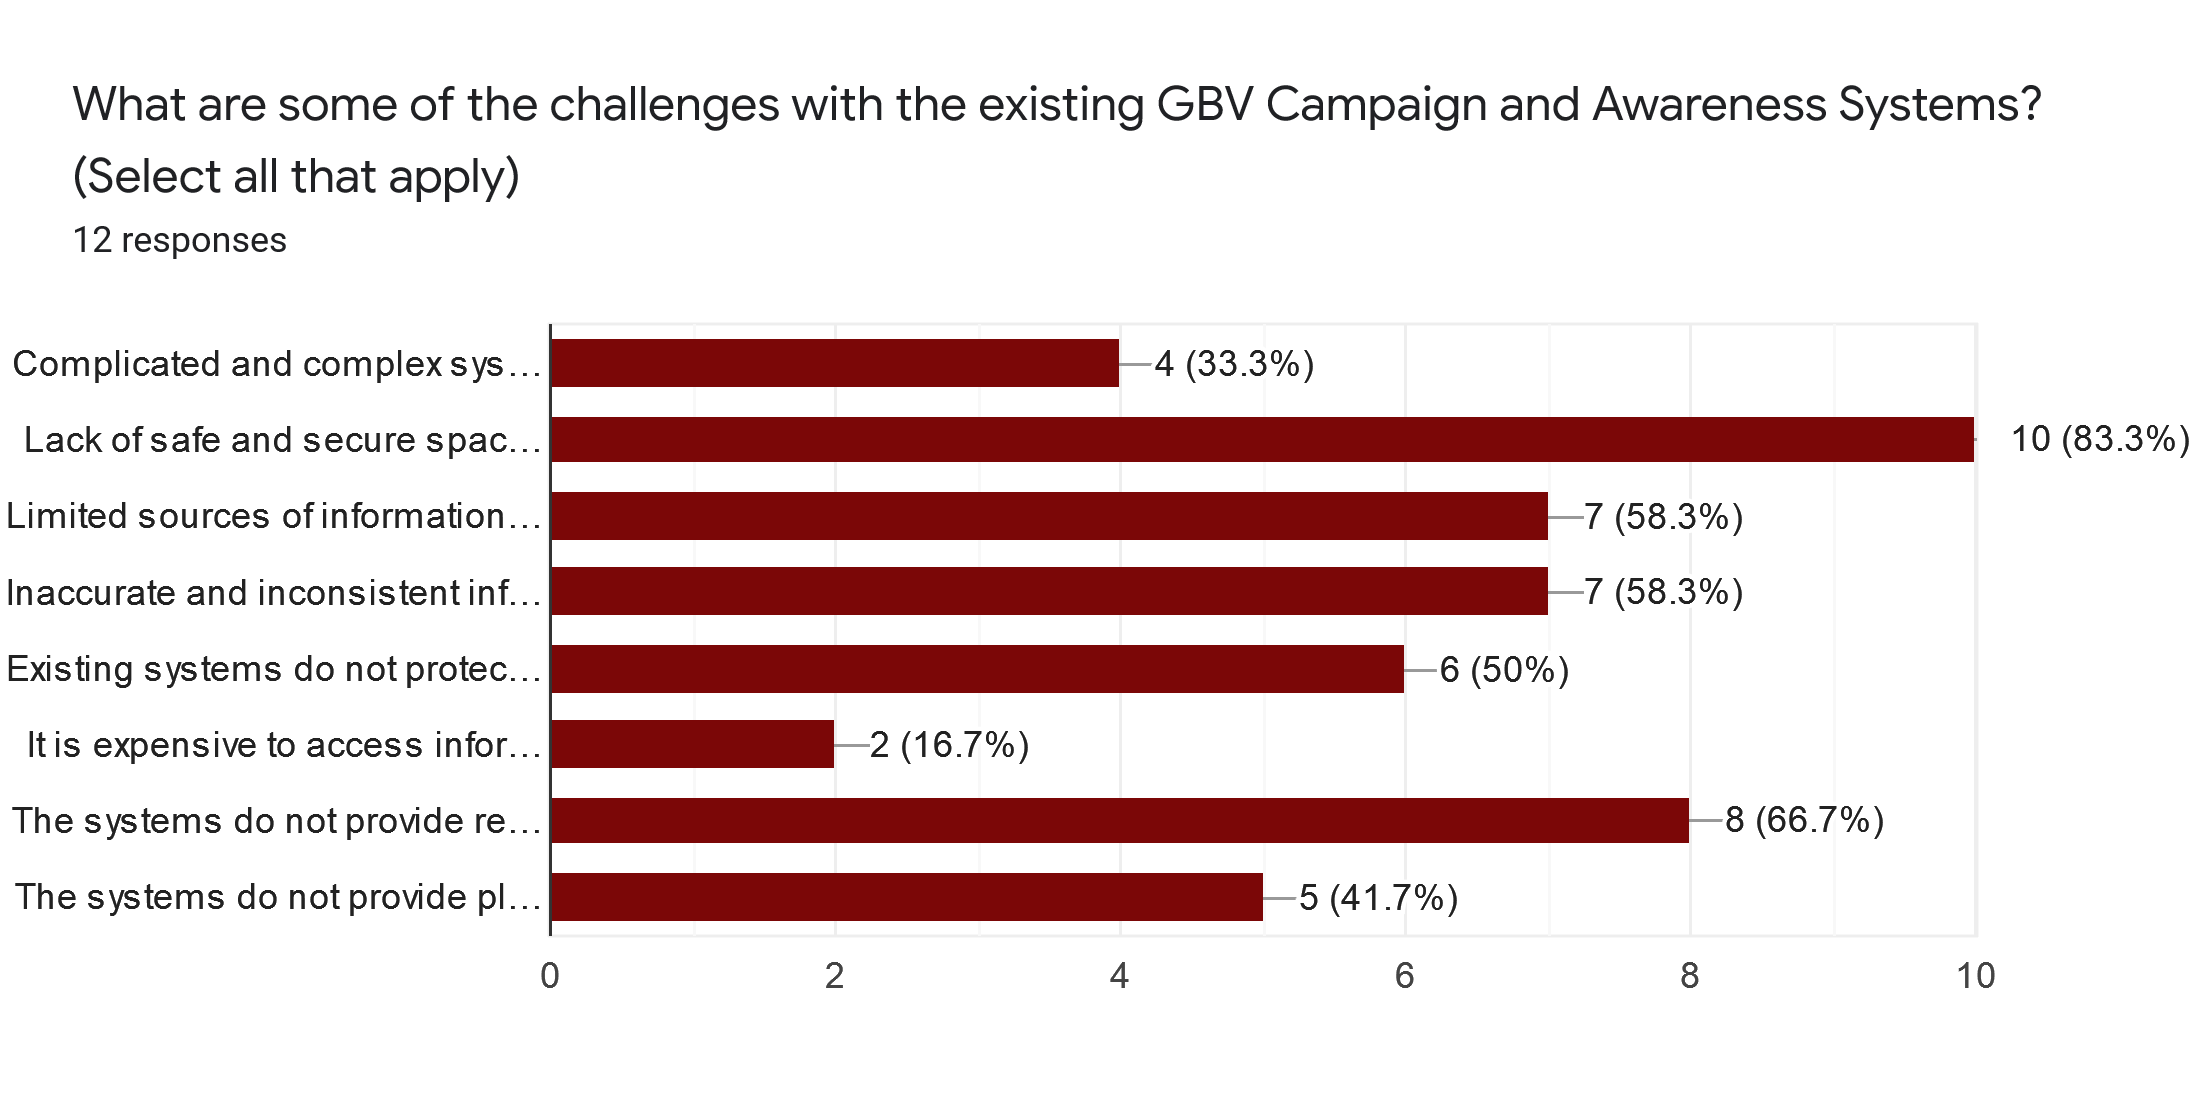 What are some of the challenges with the existing GBV Campaign and Awareness Systems?
(Select all that apply)
12 responses
Complicated and complex sys… 4 (33.3%)
Lack of safe and secure spac… 10 (83.3%)
Limited sources of information… 7 (58.3%)
Inaccurate and inconsistent inf… 7 (58.3%)
Existing systems do not protec… 6 (50%)
It is expensive to access infor… 2 (16.7%)
The systems do not provide re… 8 (66.7%)
The systems do not provide pl… 5 (41.7%)
0 2 4 6 8 10